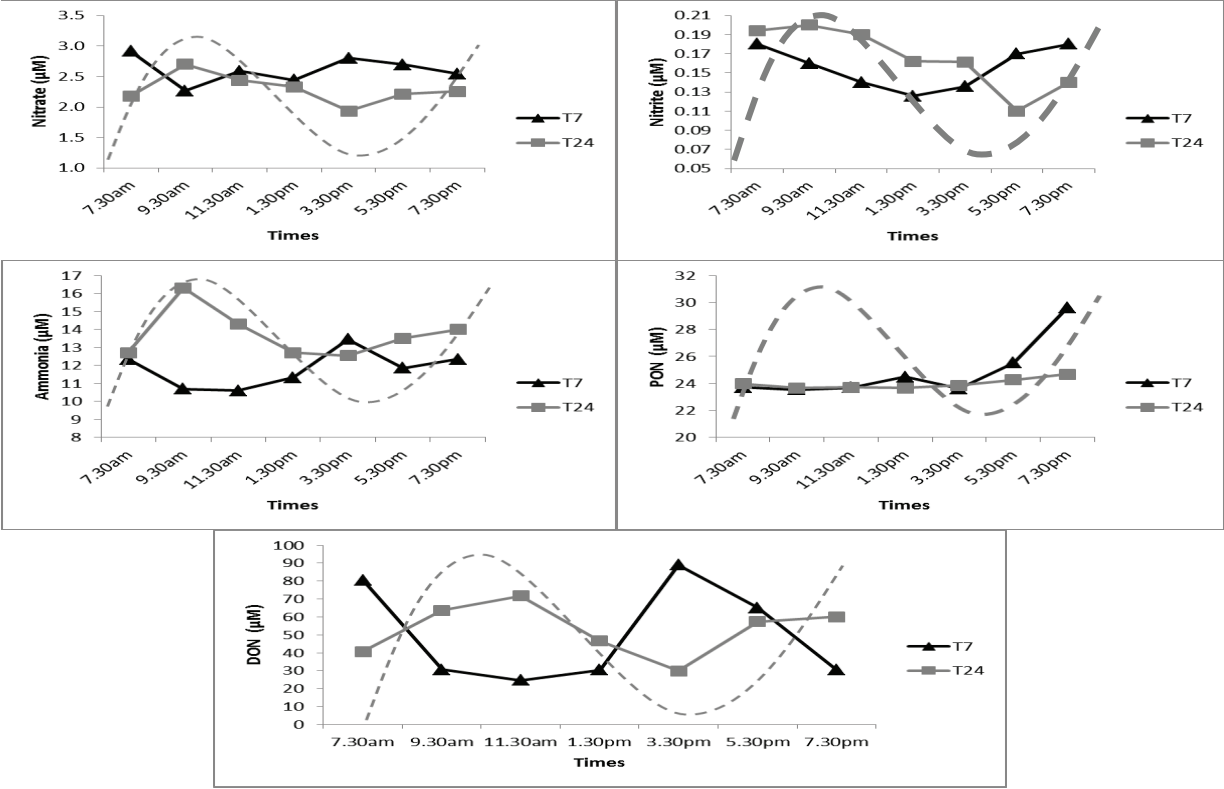 Nitrate (µM)
3.5
3.0
2.5
2.0
1.5
1.0
7.30am
9.30am
11.30am
1.30pm
3.30pm
5.30pm
7.30pm
Times
T7
T24
Nitrite (µM)
0.21
0.19
0.17
0.15
0.13
0.11
0.09
0.07
0.05
7.30am
9.30am
11.30am
1.30pm
3.30pm
5.30pm
7.30pm
Times
T7
T24
Ammonia (µM)
17
16
15
14
13
12
11
10
9
8
7.30am
9.30am
11.30am
1.30pm
3.30pm
5.30pm
7.30pm
Times
T7
T24
PON (µM)
32
30
28
26
24
22
20
7.30am
9.30am
11.30am
1.30pm
3.30pm
5.30pm
7.30pm
Times
T7
T24
DON (µM)
100
90
80
70
60
50
40
30
20
10
0
7.30am 9.30am 11.30am 1.30pm 3.30pm 5.30pm 7.30pm
Times
T7
T24